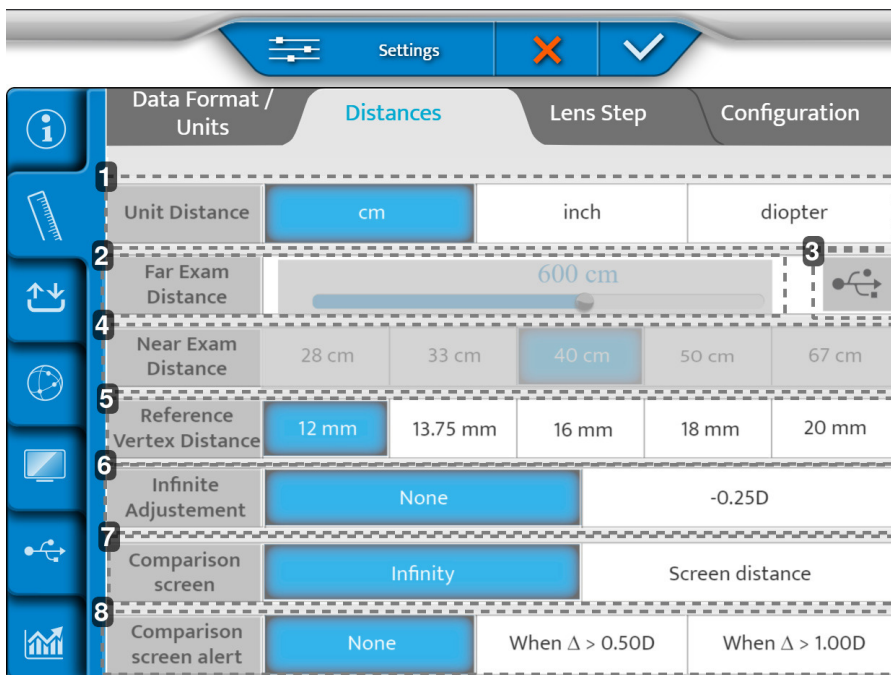 Settings
Data Format /
Units
Distances
Lens Step
Configuration
1
Unit Distance
cm
inch
diopter
2
Far Exam
Distance
600 cm
3
4
Near Exam
Distance
28 cm
33 cm
40 cm
50 cm
67 cm
5
Reference
Vertex Distance
12 mm
13.75 mm
16 mm
18 mm
20 mm
6
Infinite
Adjustement
None
-0.25D
7
Comparison
screen
Infinity
Screen distance
8
Comparison
screen alert
None
When Δ > 0.50D
When Δ > 1.00D